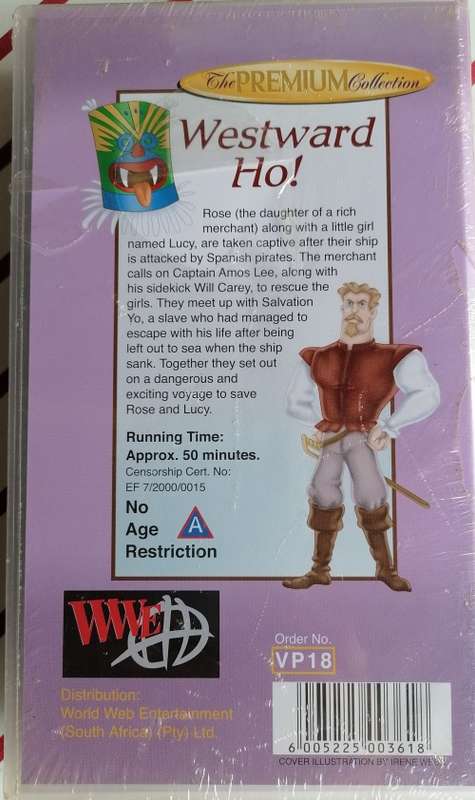 The PREMIUM Collection
Westward
Ho!
Rose (the daughter of a rich
merchant) along with a little girl
named Lucy, are taken captive after their ship
is attacked by Spanish pirates. The merchant
calls on Captain Amos Lee, along with
his sidekick Will Carey, to rescue the
girls. They meet up with Salvation
Yo, a slave who had managed to
escape with his life after being
left out to sea when the ship
sank. Together they set out
on a dangerous and
exciting voyage to save
Rose and Lucy.
Running Time:
Approx. 50 minutes.
Censorship Cert. No:
EF 7/2000/0015
No
Age
Restriction
A
WWE
Order No.
VP18
Distribution:
World Web Entertainment
(South Africa) (Pty) Ltd.
6 005225 003618
COVER ILLUSTRATION BY IRENE